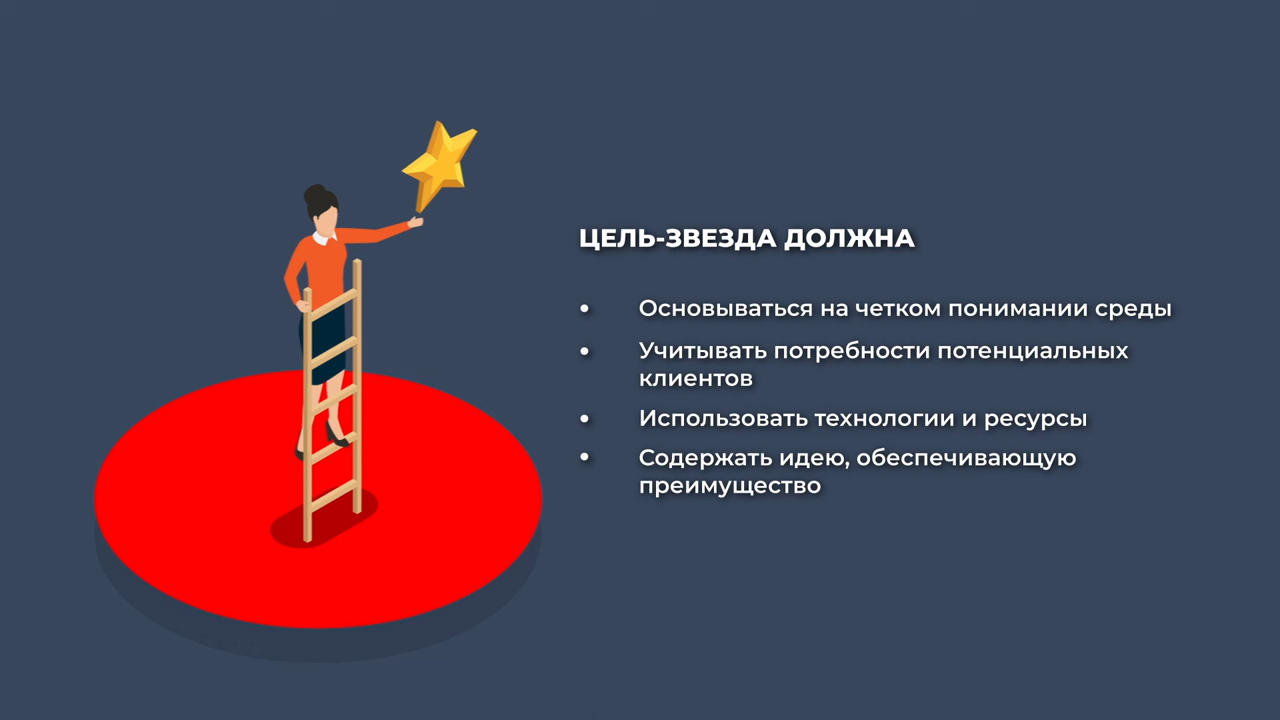 ЦЕЛЬ-ЗВЕЗДА ДОЛЖНА
• Основываться на четком понимании среды
• Учитывать потребности потенциальных
клиентов
• Использовать технологии и ресурсы
• Содержать идею, обеспечивающую
преимущество